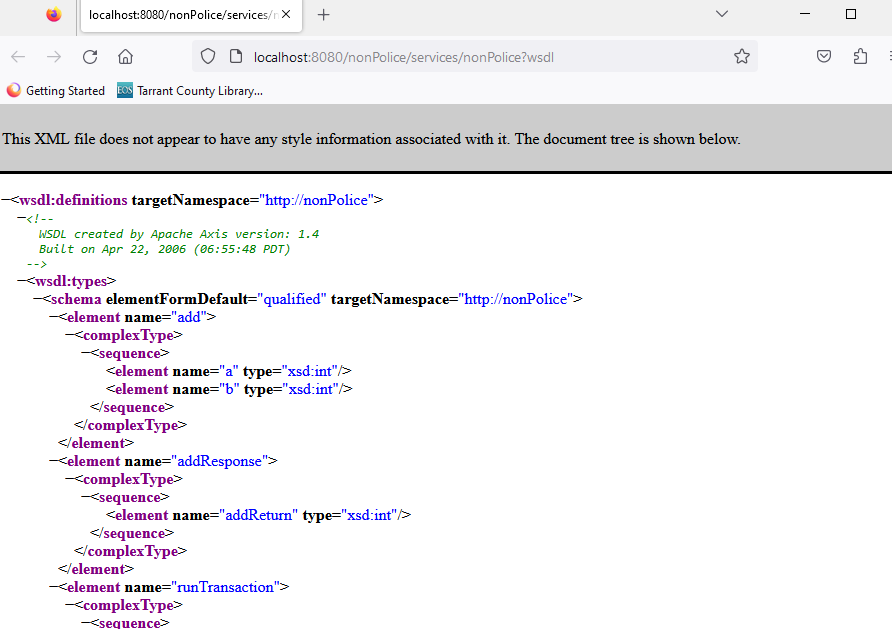 localhost:8080/nonPolice/services/n
localhost:8080/nonPolice/services/nonPolice?wsdl
Getting Started
EOS Tarrant County Library...
This XML file does not appear to have any style information associated with it. The document tree is shown below.
−<wsdl:definitions targetNamespace="http://nonPolice">
−<!--
WSDL created by Apache Axis version: 1.4
Built on Apr 22, 2006 (06:55:48 PDT)
-->
−<wsdl:types>
−<schema elementFormDefault="qualified" targetNamespace="http://nonPolice">
−<element name="add">
−<complexType>
−<sequence>
<element name="a" type="xsd:int"/>
<element name="b" type="xsd:int"/>
</sequence>
</complexType>
</element>
−<element name="addResponse">
−<complexType>
−<sequence>
<element name="addReturn" type="xsd:int"/>
</sequence>
</complexType>
</element>
−<element name="runTransaction">
−<complexType>
−<sequence>